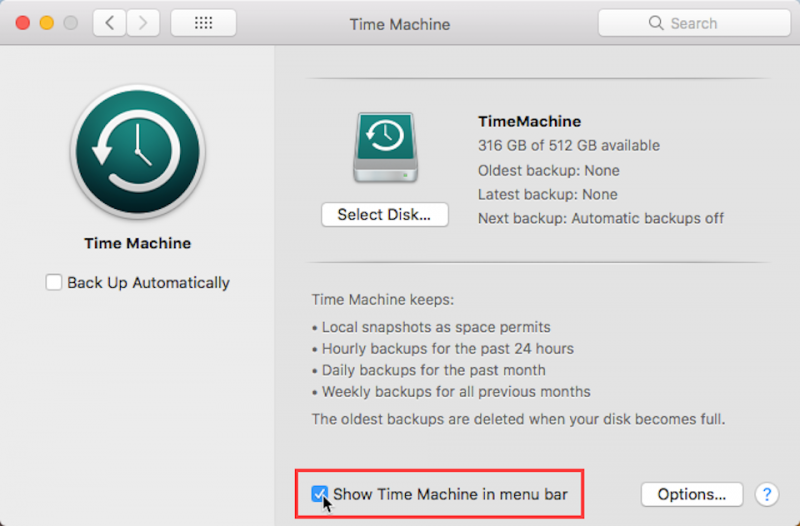 Time Machine
Search
Time Machine
Back Up Automatically
TimeMachine
316 GB of 512 GB available
Oldest backup: None
Latest backup: None
Next backup: Automatic backups off
Select Disk...
Time Machine keeps:
• Local snapshots as space permits
• Hourly backups for the past 24 hours
• Daily backups for the past month
• Weekly backups for all previous months
The oldest backups are deleted when your disk becomes full.
Show Time Machine in menu bar
Options...
?